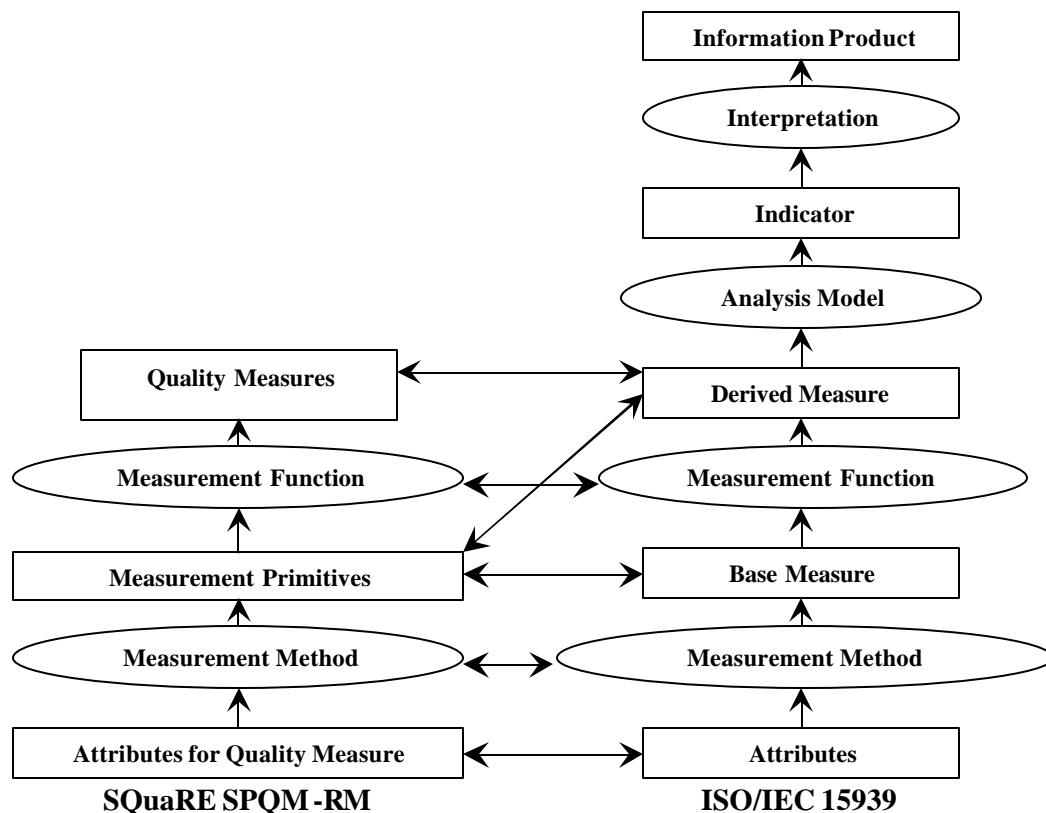 Information Product
Interpretation
Indicator
Analysis Model
Quality Measures
Derived Measure
Measurement Function
Measurement Function
Measurement Primitives
Base Measure
Measurement Method
Measurement Method
Attributes for Quality Measure
Attributes
SQuaRE SPQM -RM
ISO/IEC 15939